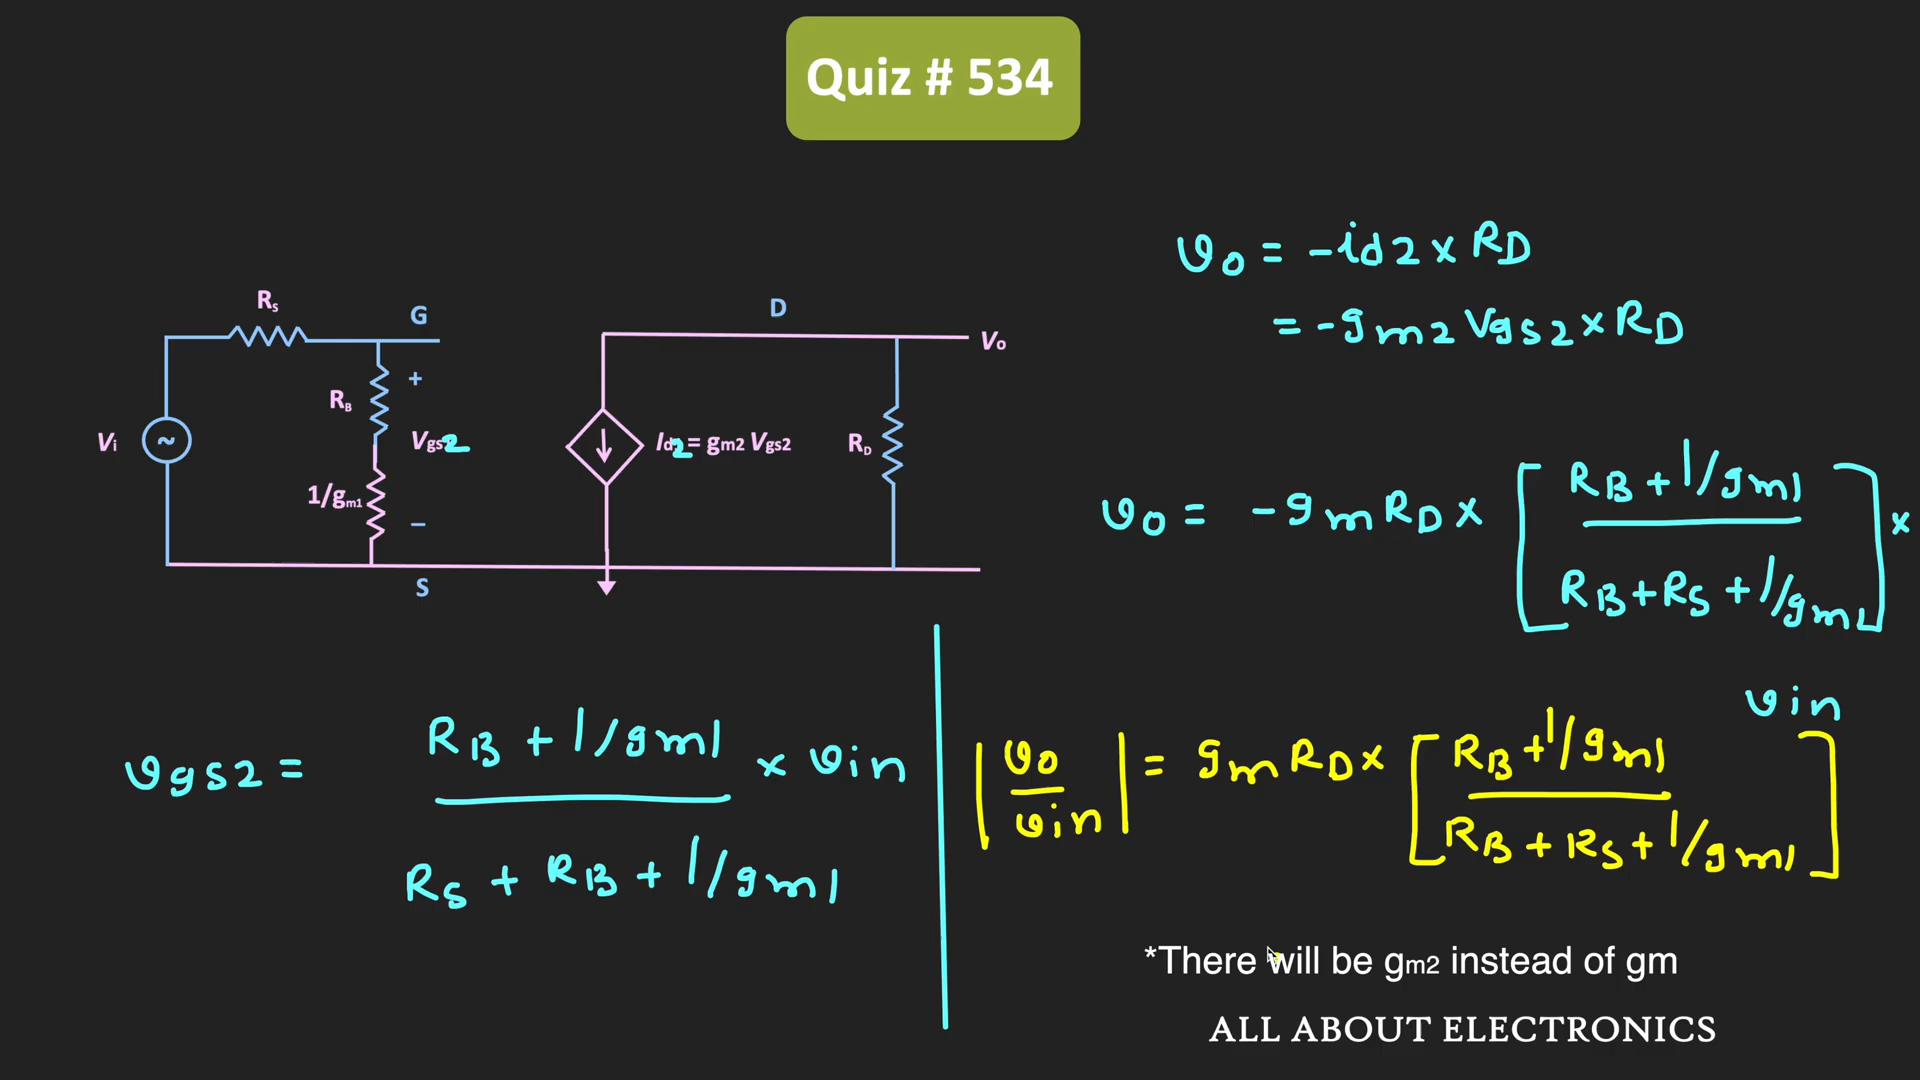 Quiz # 534
Rs
G
D
Vo
RB
+
Vi
Vgs2
Id2 = gm2 Vgs2
RD
1/gm1
−
S
vo = -id2 × RD
= -gm2 Vgs2 × RD
vo = -gm RD × [ RB + 1/gm1
RB + RS + 1/gm1 ] ×
vin
vgs2 = RB + 1/gm1 × vin
RS + RB + 1/gm1
|vo
vin| = gm RD × [ RB + 1/gm1
RB + RS + 1/gm1 ]
*There will be gm2 instead of gm
ALL ABOUT ELECTRONICS